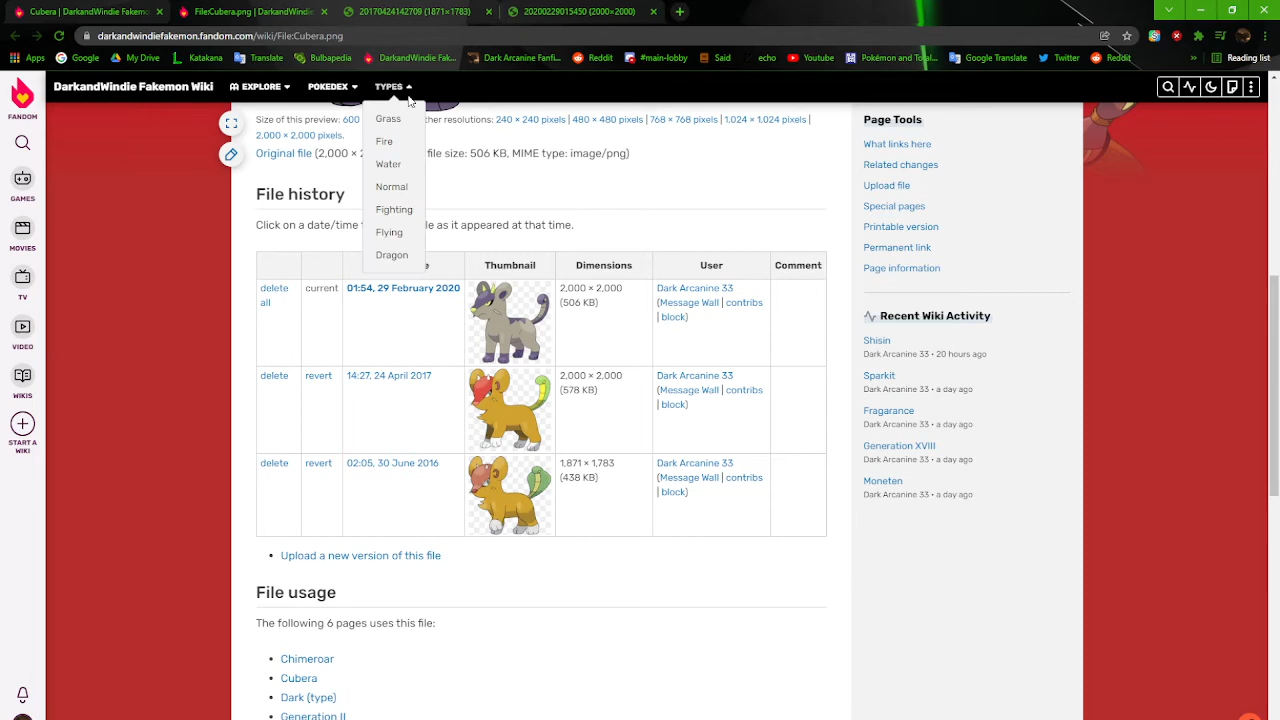 Cubera | DarkandWindie Fakemon
FileCubera.png | DarkandWindie
20170424142709 (1871×1783)
20200229015450 (2000×2000)
darkandwindiefakemon.fandom.com/wiki/File:Cubera.png
Apps Google My Drive Katakana Translate Bulbapedia DarkandWindie Fak... Dark Arcanine Fanfi... Reddit #main-lobby Said echo Youtube Pokémon and Total... Google Translate Twitter Reddit » Reading list
DarkandWindie Fakemon Wiki EXPLORE POKEDEX TYPES
FANDOM
GAMES
MOVIES
TV
VIDEO
WIKIS
START A
WIKI
Grass
Fire
Water
Normal
Fighting
Flying
Dragon
Size of this preview: 600 ther resolutions: 240 × 240 pixels | 480 × 480 pixels | 768 × 768 pixels | 1,024 × 1,024 pixels |
2,000 × 2,000 pixels.
Original file (2,000 × 2 file size: 506 KB, MIME type: image/png)
File history
Click on a date/time le as it appeared at that time.
e Thumbnail Dimensions User Comment
delete all current 01:54, 29 February 2020 2,000 × 2,000 (506 KB) Dark Arcanine 33 (Message Wall | contribs | block)
delete revert 14:27, 24 April 2017 2,000 × 2,000 (578 KB) Dark Arcanine 33 (Message Wall | contribs | block)
delete revert 02:05, 30 June 2016 1,871 × 1,783 (438 KB) Dark Arcanine 33 (Message Wall | contribs | block)
• Upload a new version of this file
File usage
The following 6 pages uses this file:
• Chimeroar
• Cubera
• Dark (type)
• Generation II
Page Tools
What links here
Related changes
Upload file
Special pages
Printable version
Permanent link
Page information
Recent Wiki Activity
Shisin
Dark Arcanine 33 • 20 hours ago
Sparkit
Dark Arcanine 33 • a day ago
Fragarance
Dark Arcanine 33 • a day ago
Generation XVIII
Dark Arcanine 33 • a day ago
Moneten
Dark Arcanine 33 • a day ago